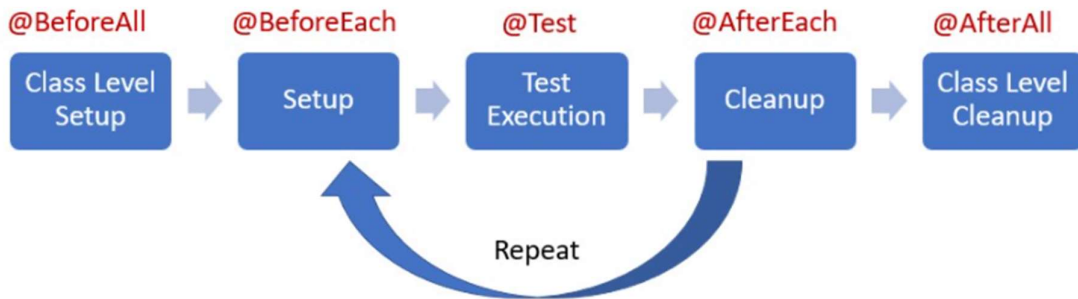 @BeforeAll
@BeforeEach
@Test
@AfterEach
@AfterAll
Class Level
Setup
Setup
Test
Execution
Cleanup
Class Level
Cleanup
Repeat